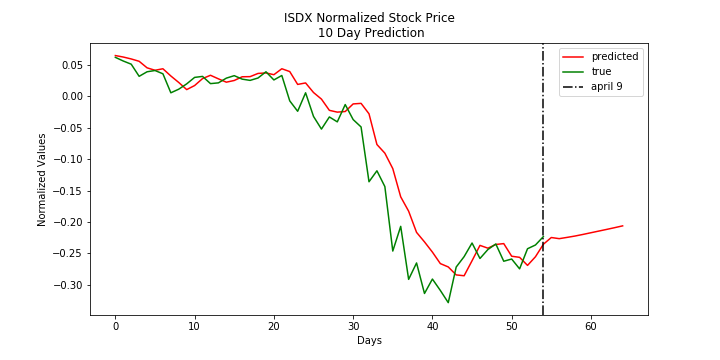 ISDX Normalized Stock Price
10 Day Prediction
predicted
true
april 9
0.05
0.00
−0.05
−0.10
−0.15
−0.20
−0.25
−0.30
Normalized Values
0 10 20 30 40 50 60
Days